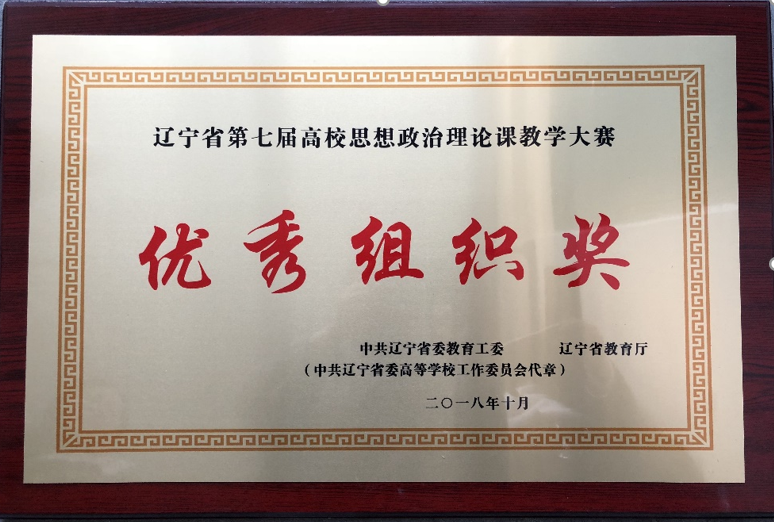 辽宁省第七届高校思想政治理论课教学大赛
优秀组织奖
中共辽宁省委教育工委 辽宁省教育厅
（中共辽宁省委高等学校工作委员会代章）
二〇一八年十月